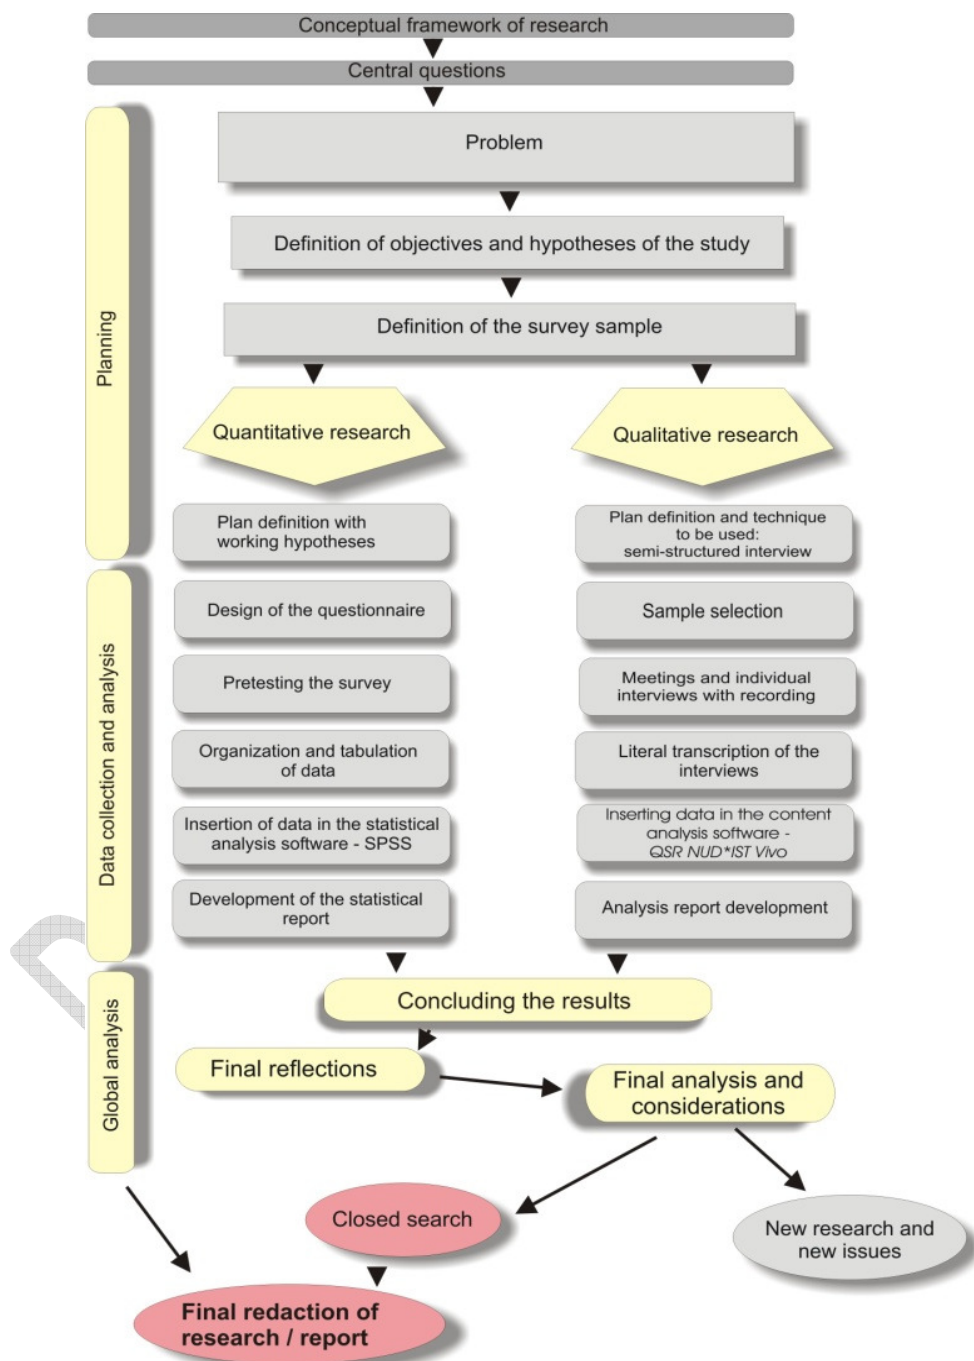 Conceptual framework of research
Central questions
Planning
Problem
Definition of objectives and hypotheses of the study
Definition of the survey sample
Quantitative research
Qualitative research
Plan definition with
working hypotheses
Plan definition and technique
to be used:
semi-structured interview
Data collection and analysis
Design of the questionnaire
Sample selection
Pretesting the survey
Meetings and individual
interviews with recording
Organization and tabulation
of data
Literal transcription of the
interviews
Insertion of data in the statistical
analysis software - SPSS
Inserting data in the content
analysis software -
QSR NUD*IST Vivo
Development of the statistical
report
Analysis report development
Global analysis
Concluding the results
Final reflections
Final analysis and
considerations
Closed search
New research and
new issues
Final redaction of
research / report